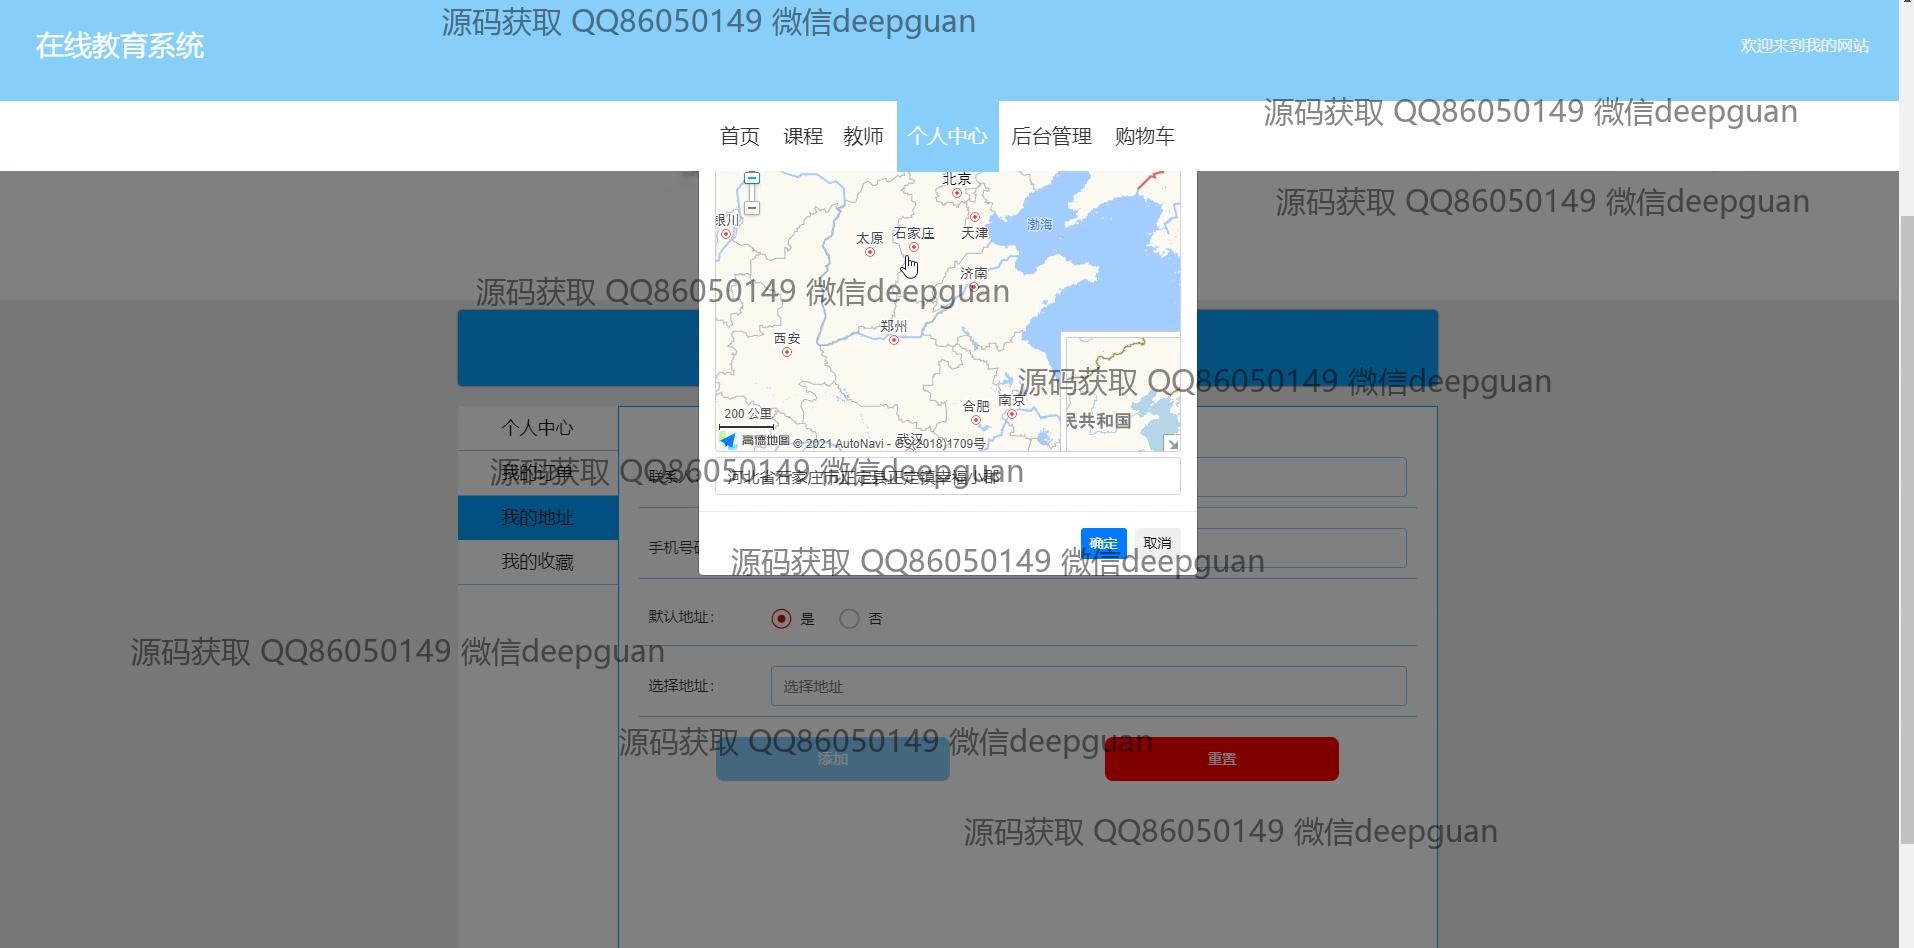 源码获取 QQ86050149 微信deepguan
在线教育系统
欢迎来到我的网站
源码获取 QQ86050149 微信deepguan
首页 课程 教师 个人中心 后台管理 购物车
北京
源码获取 QQ86050149 微信deepguan
银川
渤海
太原 石家庄 天津
济南
源码获取 QQ86050149 微信deepguan
郑州
西安
源码获取 QQ86050149 微信deepguan
合肥 南京
200 公里
民共和国
个人中心
武汉
高德地图 © 2021 AutoNavi - GS(2018)1709号
源码获取 QQ86050149 微信deepguan
我的订单
联系
河北省石家庄市正定县正定镇幸福小郡
我的地址
确定 取消
手机号码
源码获取 QQ86050149 微信deepguan
我的收藏
默认地址： 是 否
源码获取 QQ86050149 微信deepguan
选择地址： 选择地址
源码获取 QQ86050149 微信deepguan
添加 重置
源码获取 QQ86050149 微信deepguan